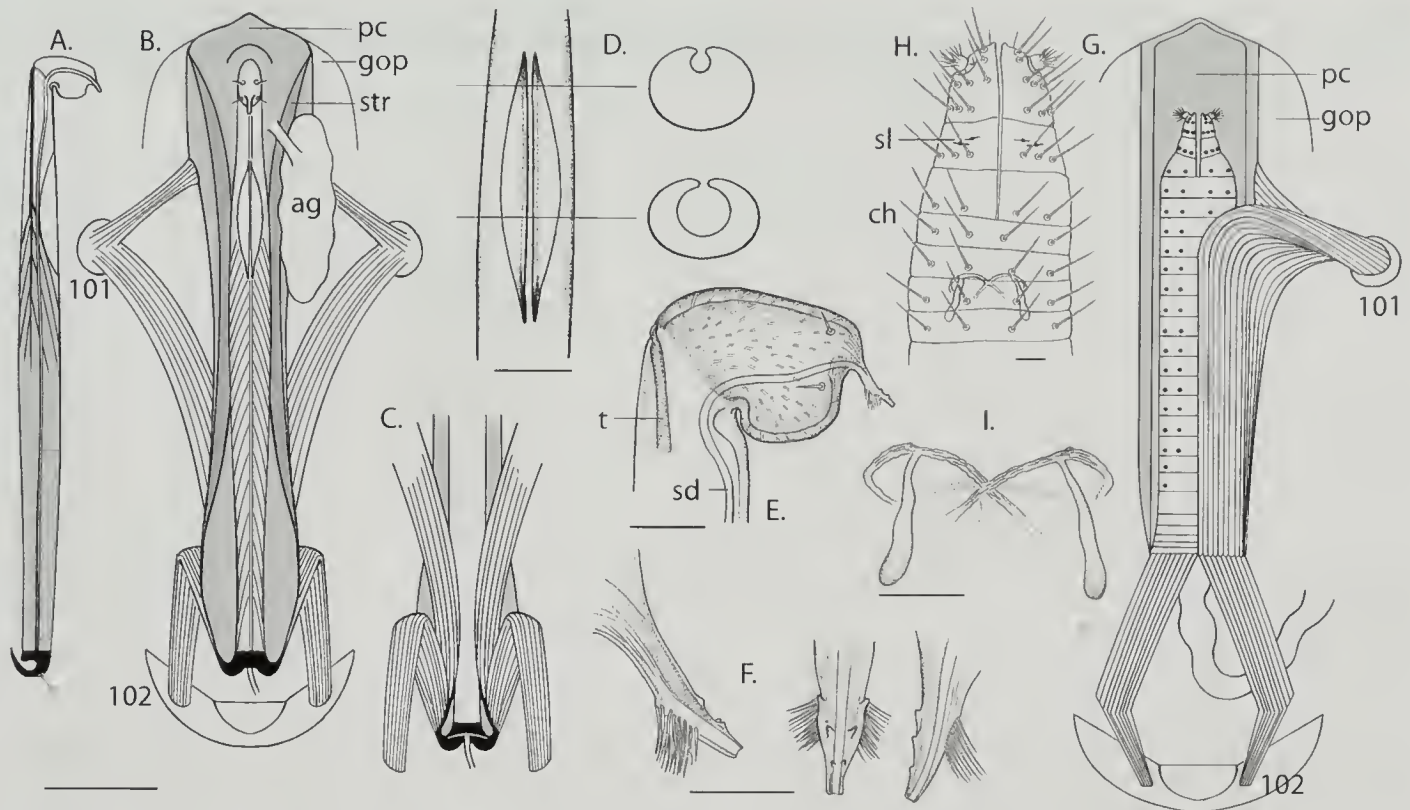 A.
B.
pc
gop
str
ag
101
102
C.
D.
t
sd
E.
F.
H.
sl
ch
I.
G.
pc
gop
101
102